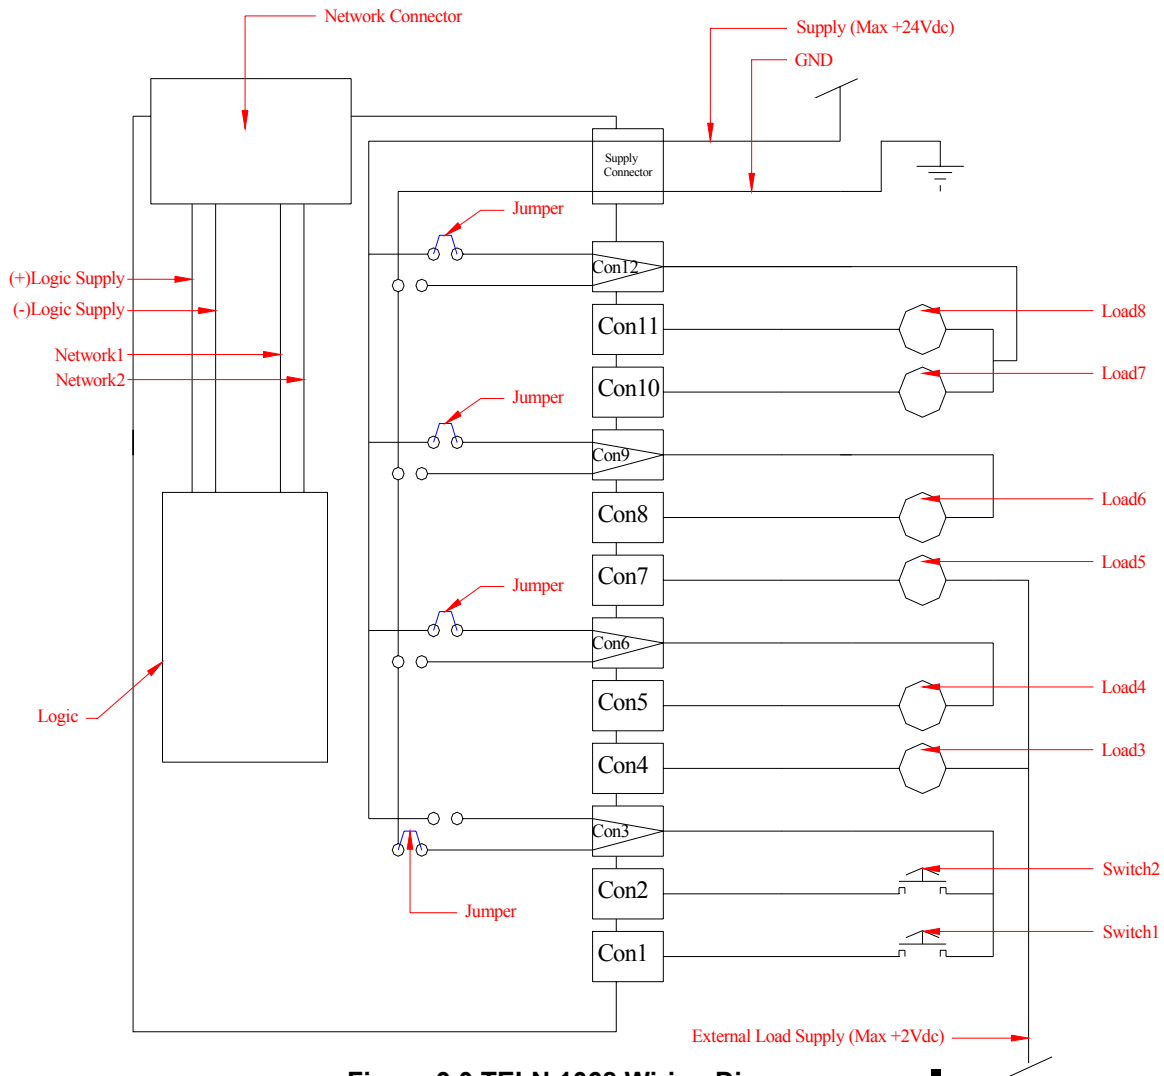 Network Connector
Supply (Max +24Vdc)
GND
Supply
Connector
Jumper
Con12
(+)Logic Supply
(-)Logic Supply
Load8
Con11
Network1
Network2
Load7
Con10
Jumper
Con9
Load6
Con8
Load5
Con7
Jumper
Con6
Load4
Con5
Logic
Load3
Con4
Con3
Switch2
Con2
Jumper
Switch1
Con1
External Load Supply (Max +2Vdc)
Wiring